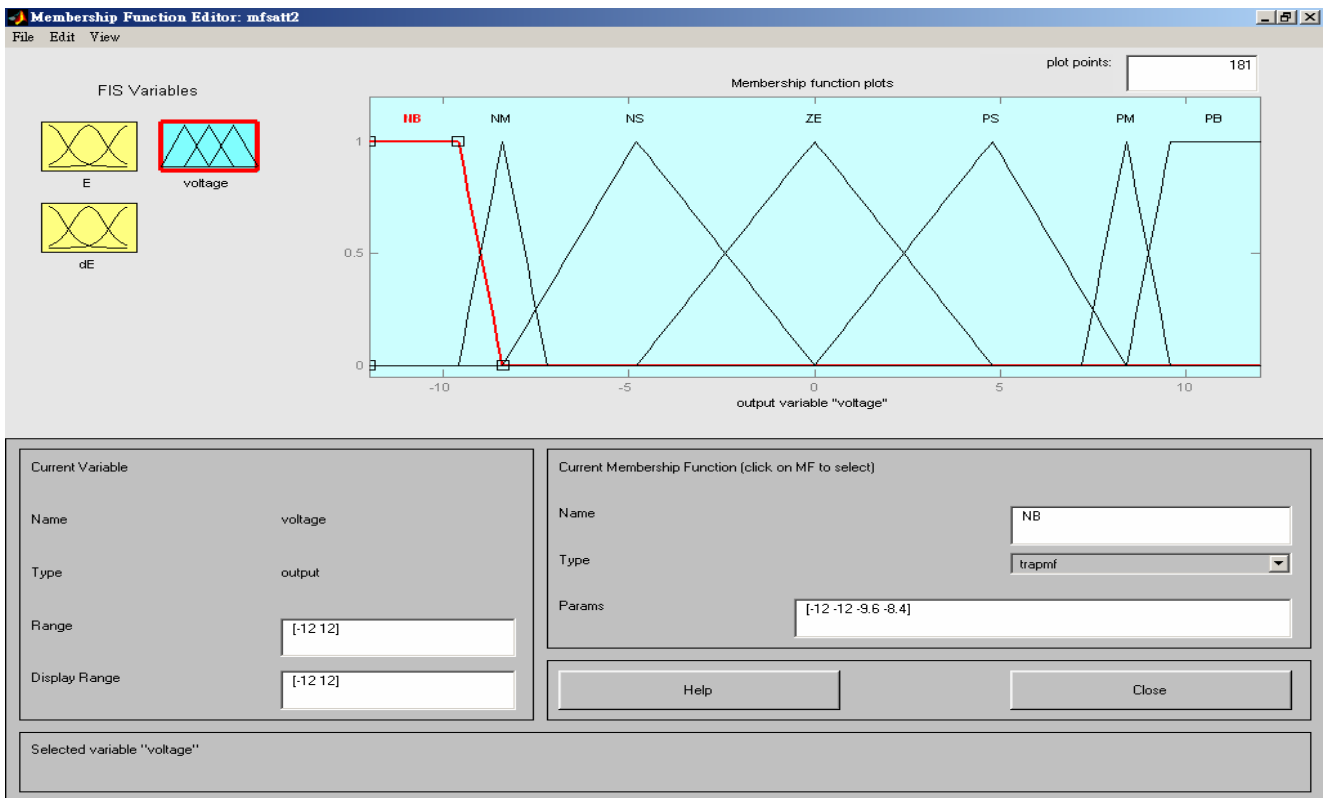 Membership Function Editor: mfsatt2
File Edit View
FIS Variables
E
voltage
dE
plot points:
181
Membership function plots
NB NM NS ZE PS PM PB
1
0.5
0
-10 -5 0 5 10
output variable "voltage"
Current Variable
Name voltage
Type output
Range [-12 12]
Display Range [-12 12]
Current Membership Function (click on MF to select)
Name NB
Type trapmf
Params [-12 -12 -9.6 -8.4]
Help Close
Selected variable "voltage"